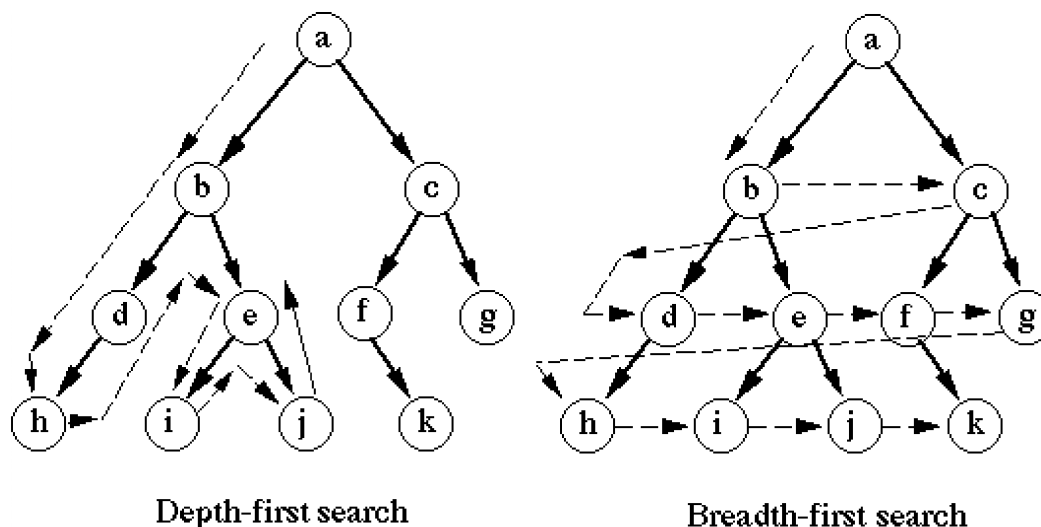 a
b c
d e f g
h i j k
Depth-first search
a
b c
d e f g
h i j k
Breadth-first search